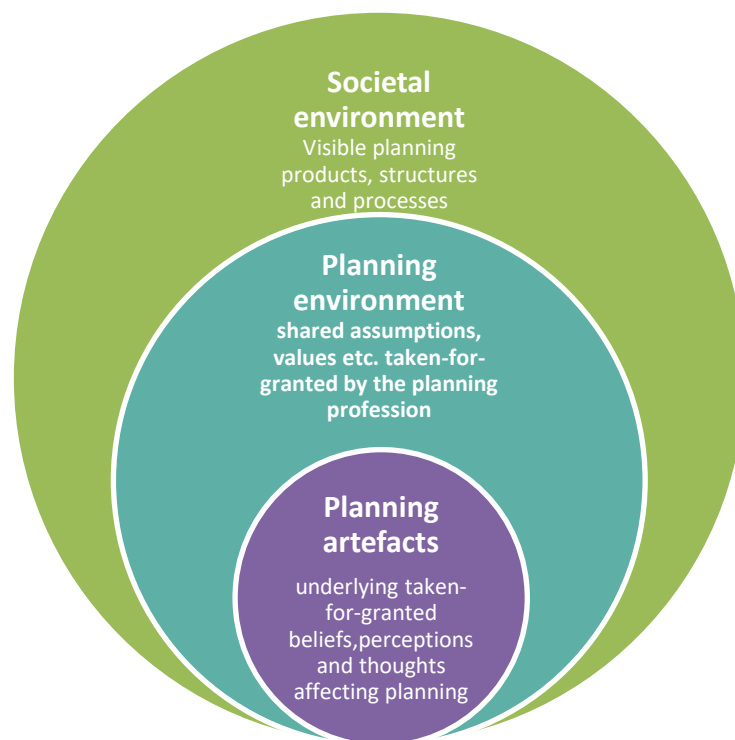 Societal
environment
Visible planning
products, structures
and processes
Planning
environment
shared assumptions,
values etc. taken-for-
granted by the planning
profession
Planning
artefacts
underlying taken-
for-granted
beliefs,perceptions
and thoughts
affecting planning